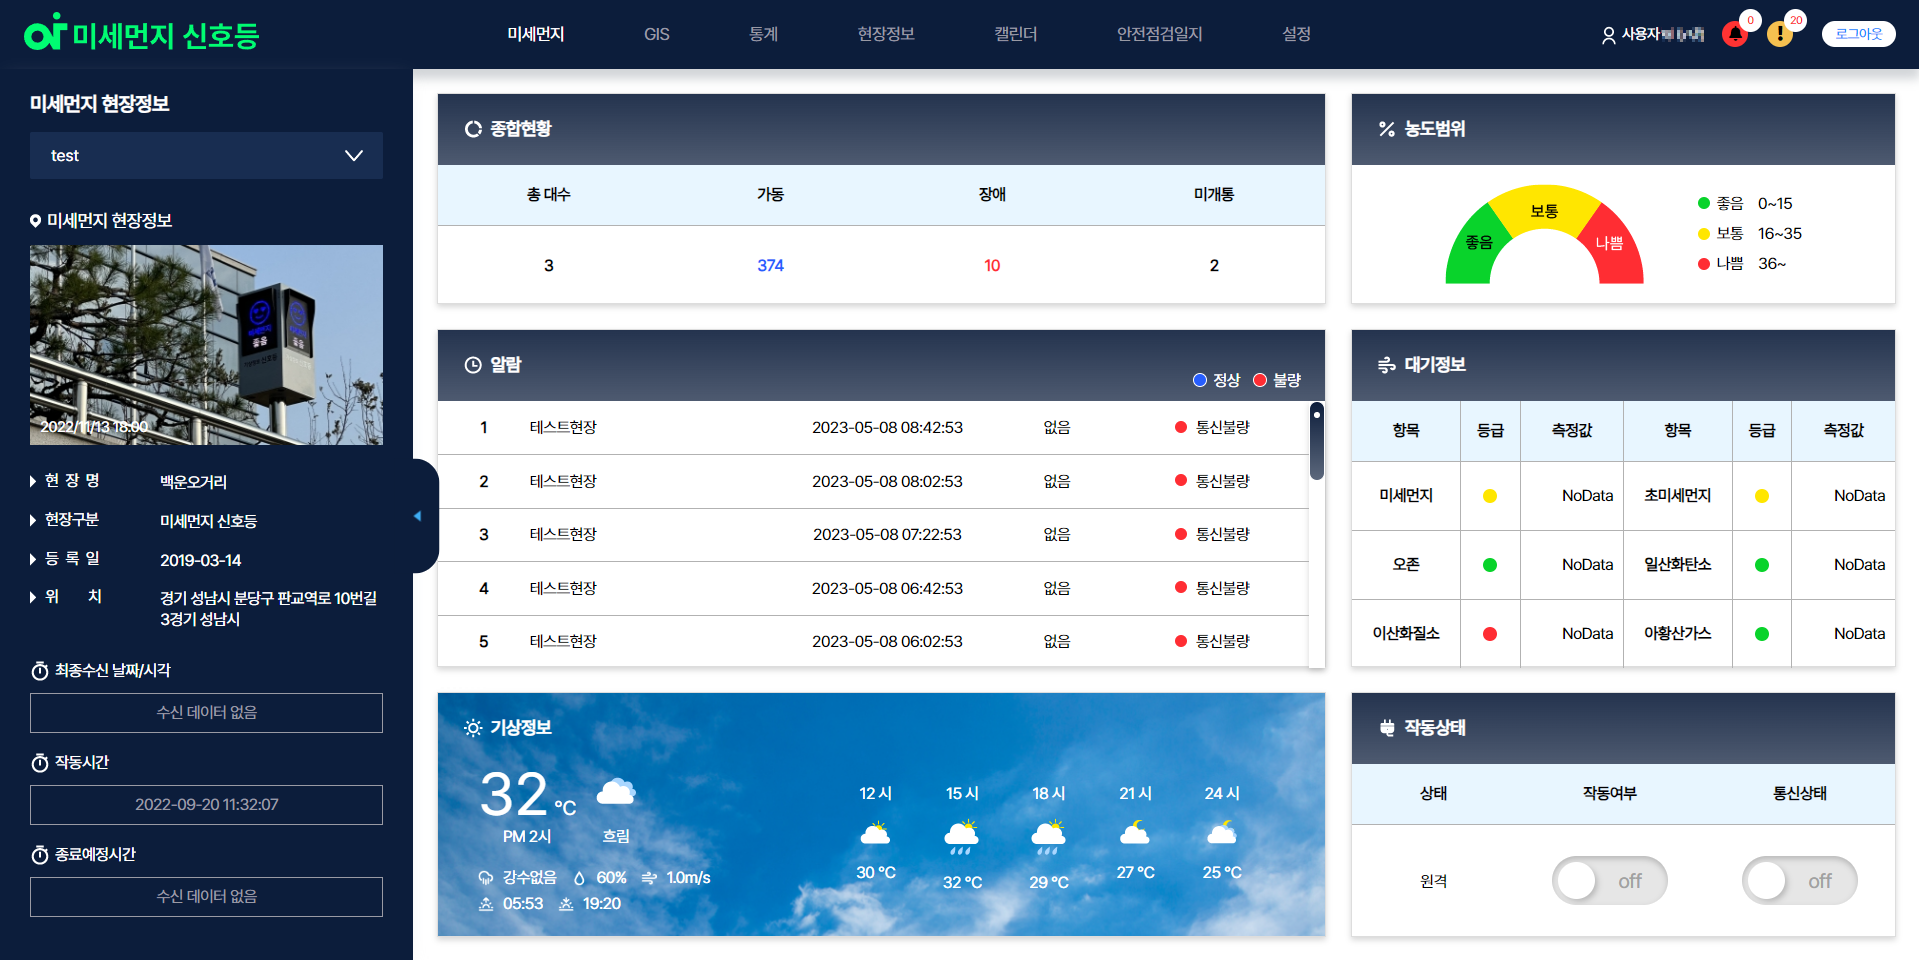 미세먼지 신호등
미세먼지 GIS 통계 현장정보 캘린더 안전점검일지 설정
사용자 0 20 로그아웃
미세먼지 현장정보
test
미세먼지 현장정보
미세먼지
좋음
좋음
미세먼지 신호등
2022/11/13 18:00
현 장 명 백운오거리
현장구분 미세먼지 신호등
등 록 일 2019-03-14
위 치 경기 성남시 분당구 판교역로 10번길
3경기 성남시
최종수신 날짜/시각
수신 데이터 없음
작동시간
2022-09-20 11:32:07
종료예정시간
수신 데이터 없음
종합현황
총 대수 가동 장애 미개통
3 374 10 2
농도범위
좋음 보통 나쁨
좋음 0~15
보통 16~35
나쁨 36~
알람
정상 불량
1 테스트현장 2023-05-08 08:42:53 없음 통신불량
2 테스트현장 2023-05-08 08:02:53 없음 통신불량
3 테스트현장 2023-05-08 07:22:53 없음 통신불량
4 테스트현장 2023-05-08 06:42:53 없음 통신불량
5 테스트현장 2023-05-08 06:02:53 없음 통신불량
대기정보
항목 등급 측정값 항목 등급 측정값
미세먼지 NoData 초미세먼지 NoData
오존 NoData 일산화탄소 NoData
이산화질소 NoData 아황산가스 NoData
기상정보
32 ℃
PM 2시 흐림
강수없음 60% 1.0m/s
05:53 19:20
12 시 15 시 18 시 21 시 24 시
30 ℃ 32 ℃ 29 ℃ 27 ℃ 25 ℃
작동상태
상태 작동여부 통신상태
원격 off off